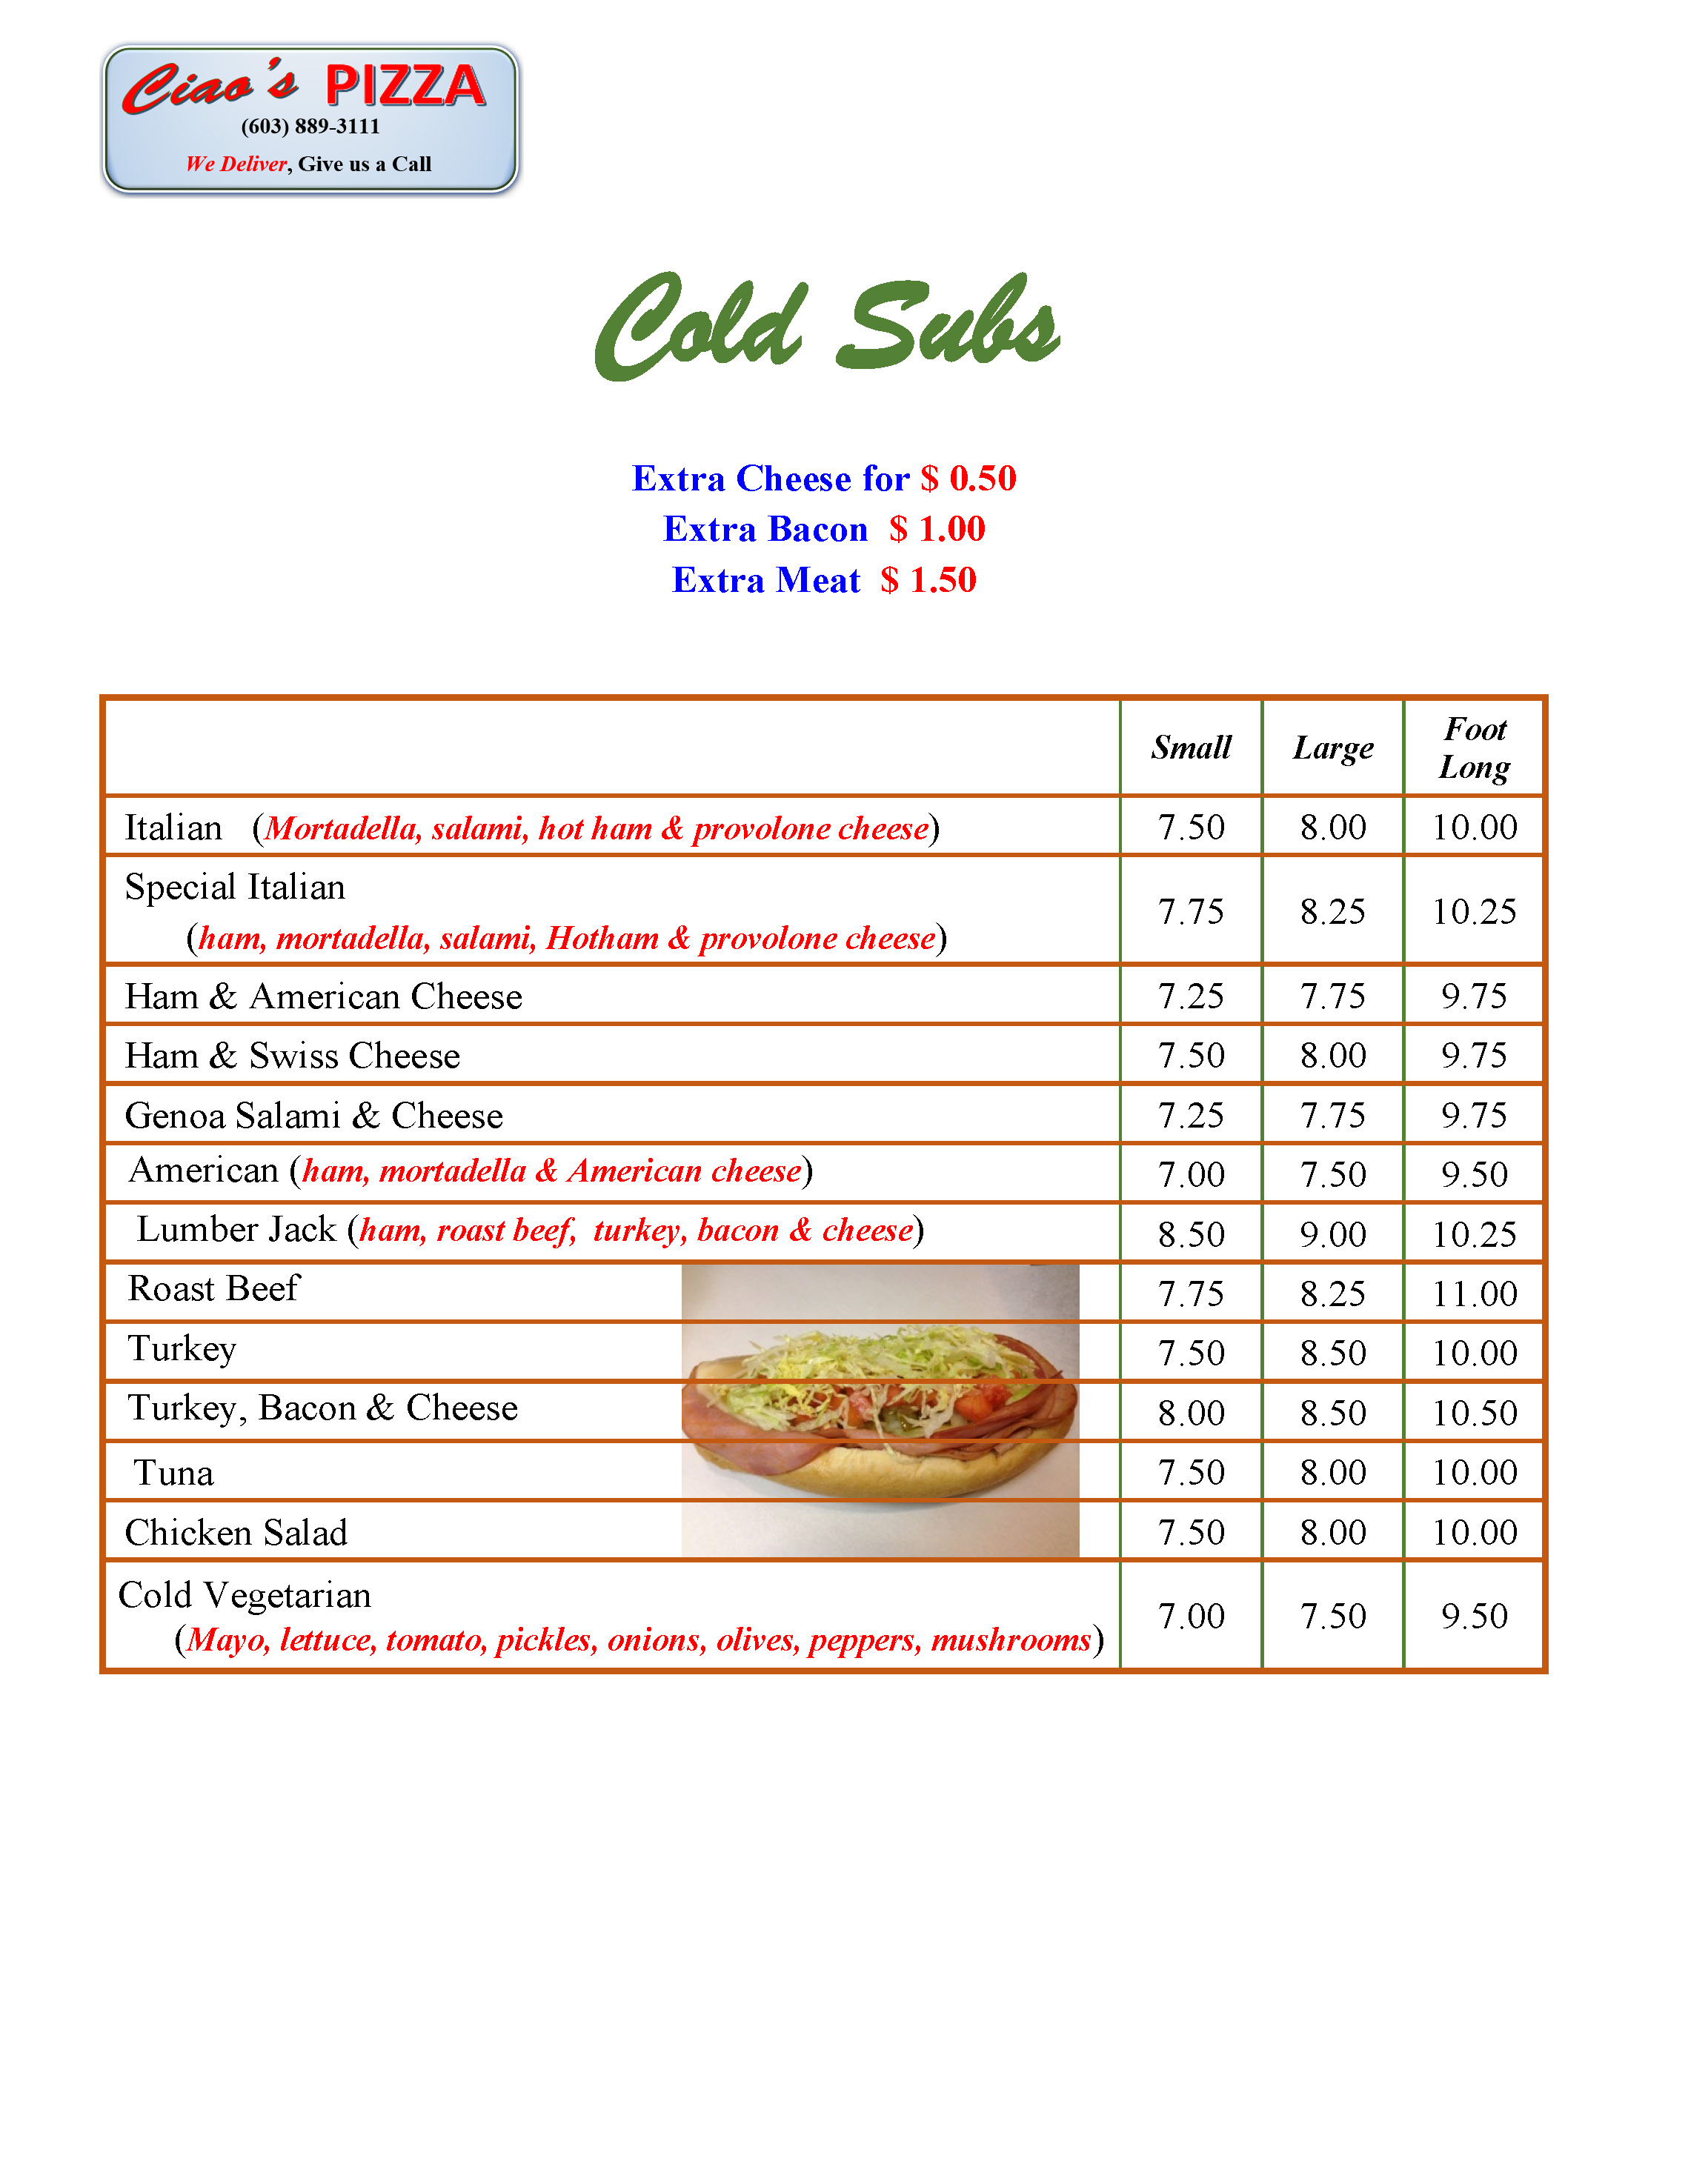 Ciao's PIZZA
(603) 889-3111
We Deliver, Give us a Call
Cold Subs
Extra Cheese for $ 0.50
Extra Bacon $ 1.00
Extra Meat $ 1.50
Small Large Foot Long
Italian (Mortadella, salami, hot ham & provolone cheese) 7.50 8.00 10.00
Special Italian
(ham, mortadella, salami, Hotham & provolone cheese) 7.75 8.25 10.25
Ham & American Cheese 7.25 7.75 9.75
Ham & Swiss Cheese 7.50 8.00 9.75
Genoa Salami & Cheese 7.25 7.75 9.75
American (ham, mortadella & American cheese) 7.00 7.50 9.50
Lumber Jack (ham, roast beef, turkey, bacon & cheese) 8.50 9.00 10.25
Roast Beef 7.75 8.25 11.00
Turkey 7.50 8.50 10.00
Turkey, Bacon & Cheese 8.00 8.50 10.50
Tuna 7.50 8.00 10.00
Chicken Salad 7.50 8.00 10.00
Cold Vegetarian
(Mayo, lettuce, tomato, pickles, onions, olives, peppers, mushrooms) 7.00 7.50 9.50